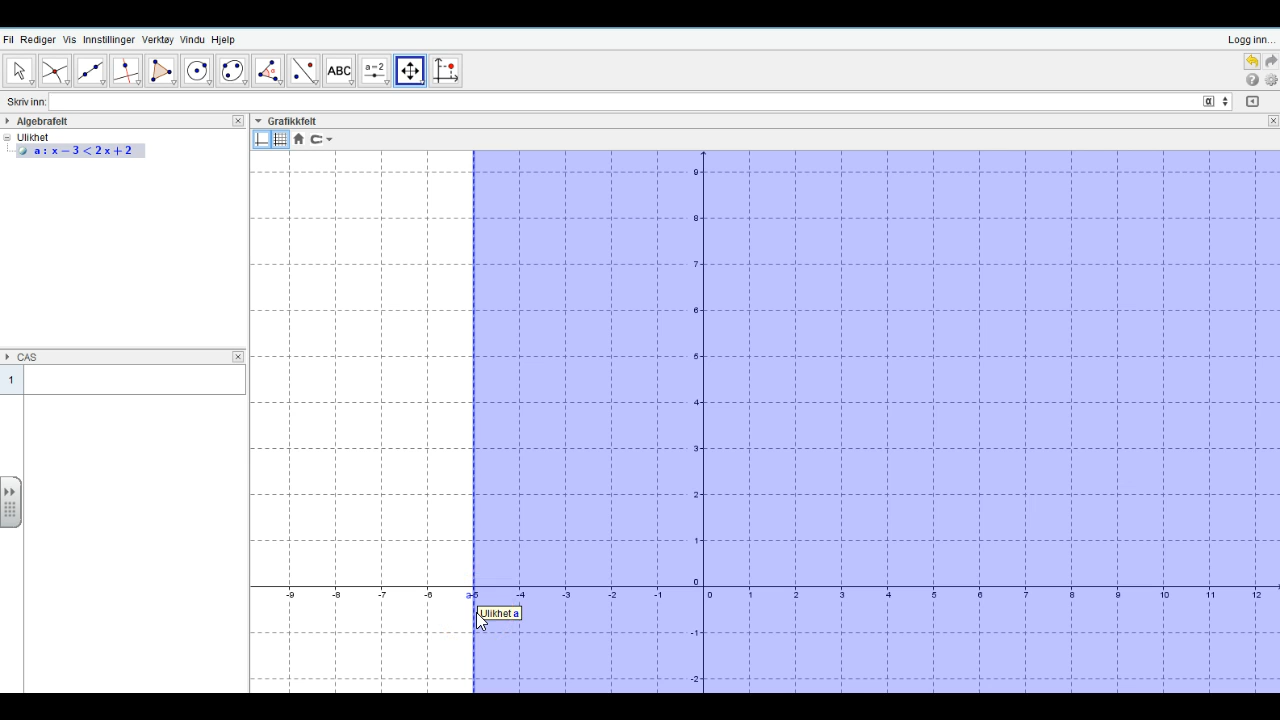 Fil Rediger Vis Innstillinger Verktøy Vindu Hjelp Logg inn...
ABC a=2
Skriv inn: α
Algebrafelt Grafikkfelt
Ulikhet
a : x − 3 < 2 x + 2
CAS
1
9
8
7
6
5
4
3
2
1
0
-9 -8 -7 -6 a -5 -4 -3 -2 -1 0 1 2 3 4 5 6 7 8 9 10 11 12
Ulikhet a
-1
-2